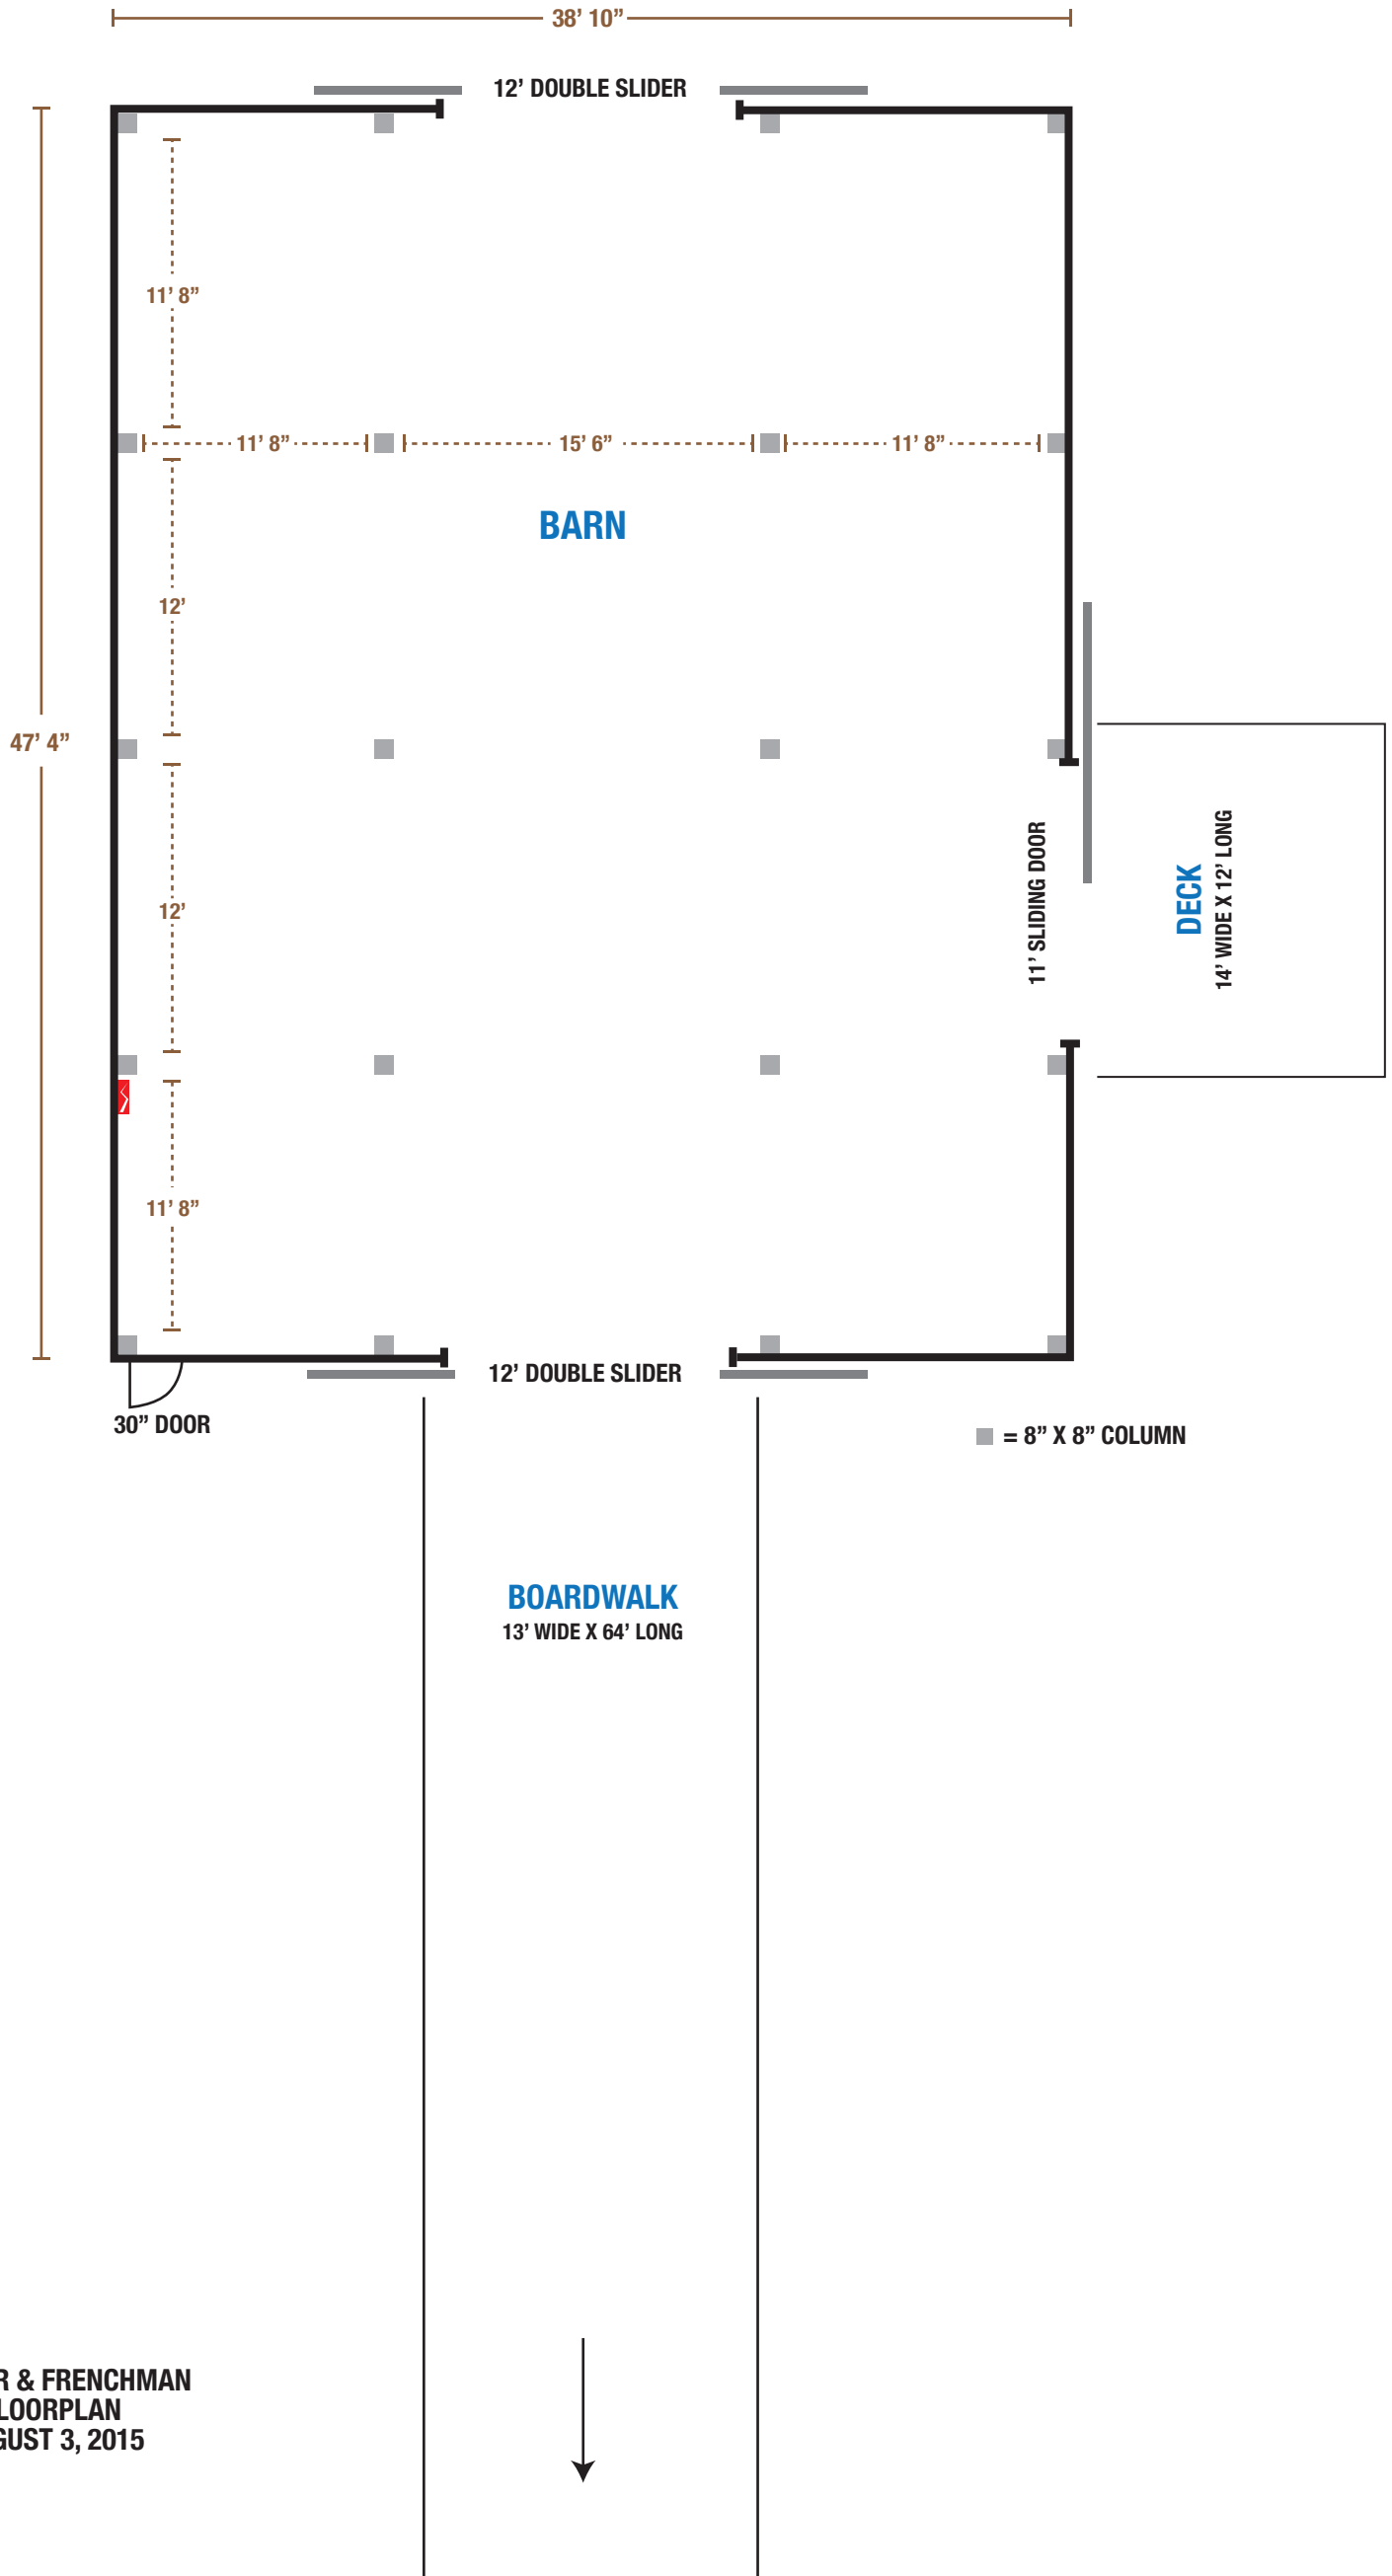 38’ 10”
12’ DOUBLE SLIDER
11’ 8”
11’ 8” 15’ 6” 11’ 8”
BARN
12’
47’ 4”
12’
11’ SLIDING DOOR
DECK
14’ WIDE X 12’ LONG
11’ 8”
12’ DOUBLE SLIDER
30” DOOR
= 8” X 8” COLUMN
BOARDWALK
13’ WIDE X 64’ LONG
& FRENCHMAN
3, 2015